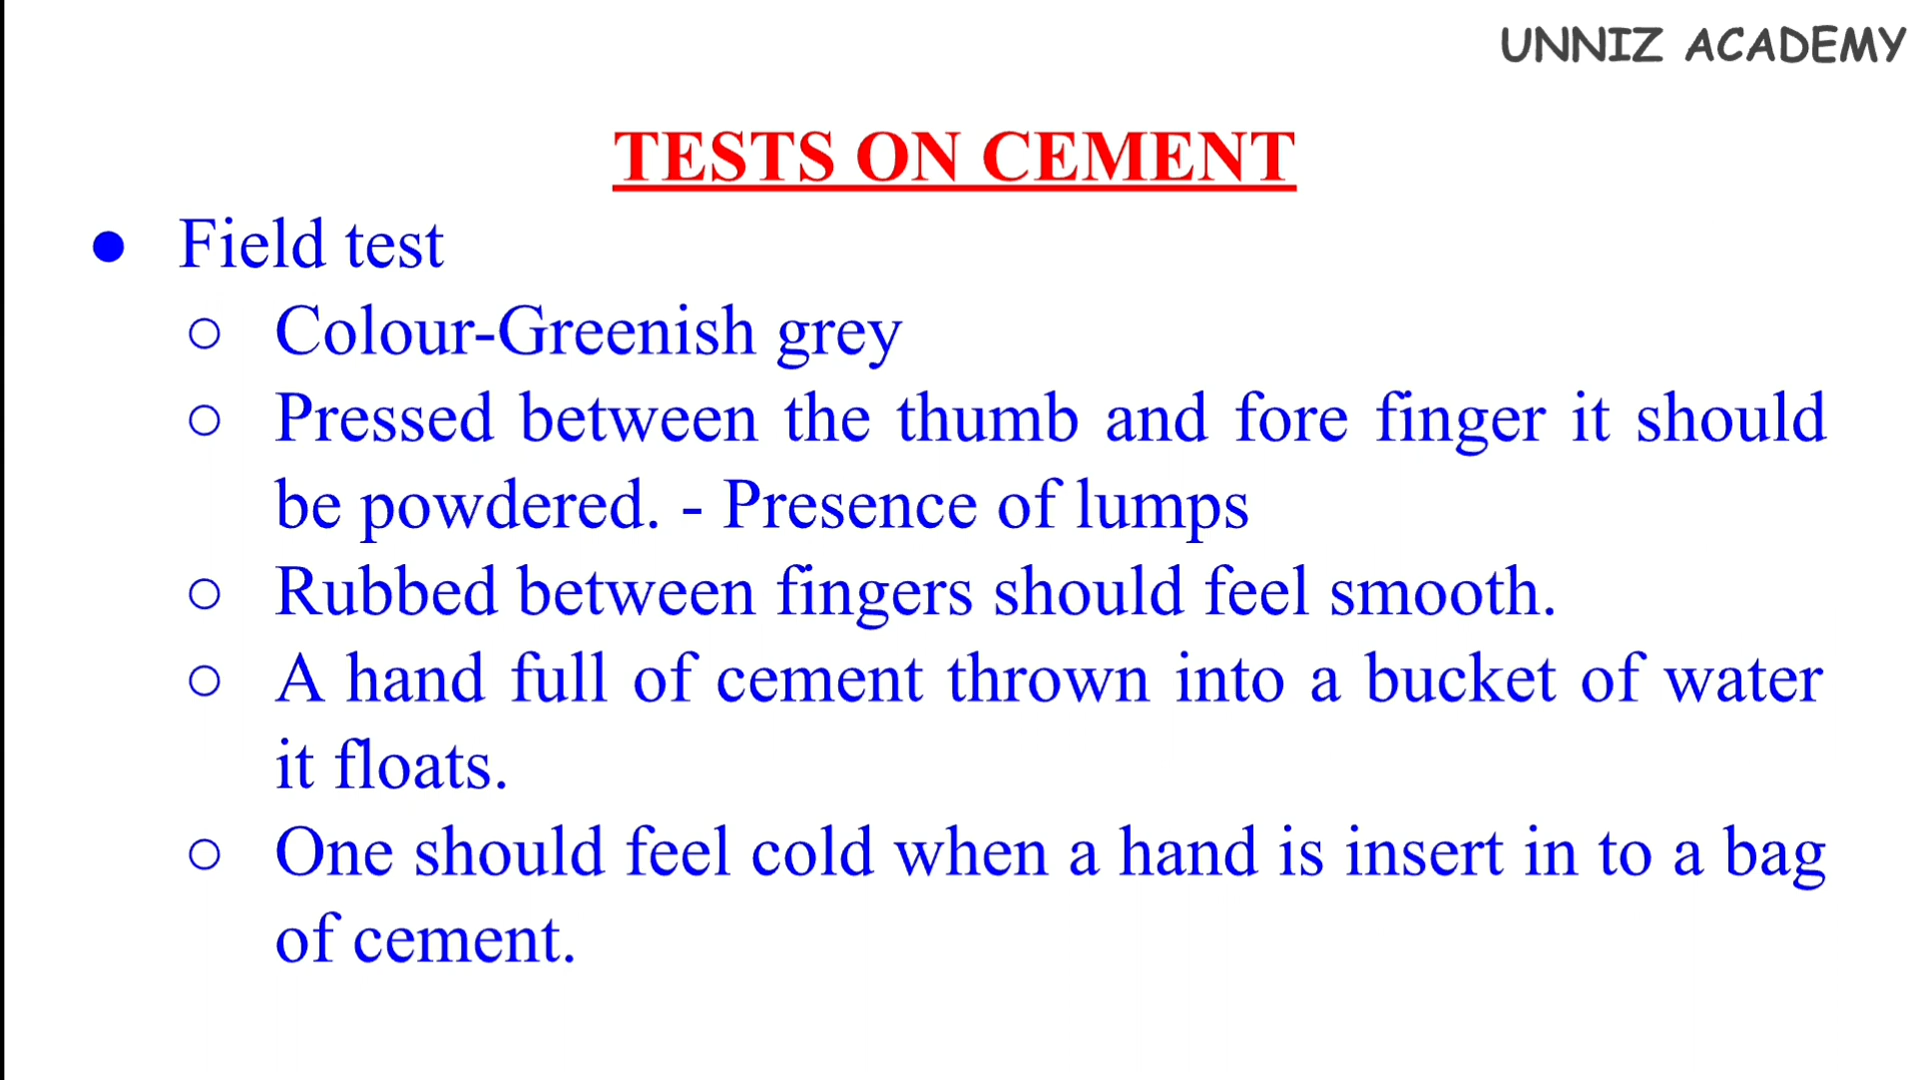 UNNIZ ACADEMY
TESTS ON CEMENT
● Field test
○ Colour-Greenish grey
○ Pressed between the thumb and fore finger it should
be powdered. - Presence of lumps
○ Rubbed between fingers should feel smooth.
○ A hand full of cement thrown into a bucket of water
it floats.
○ One should feel cold when a hand is insert in to a bag
of cement.